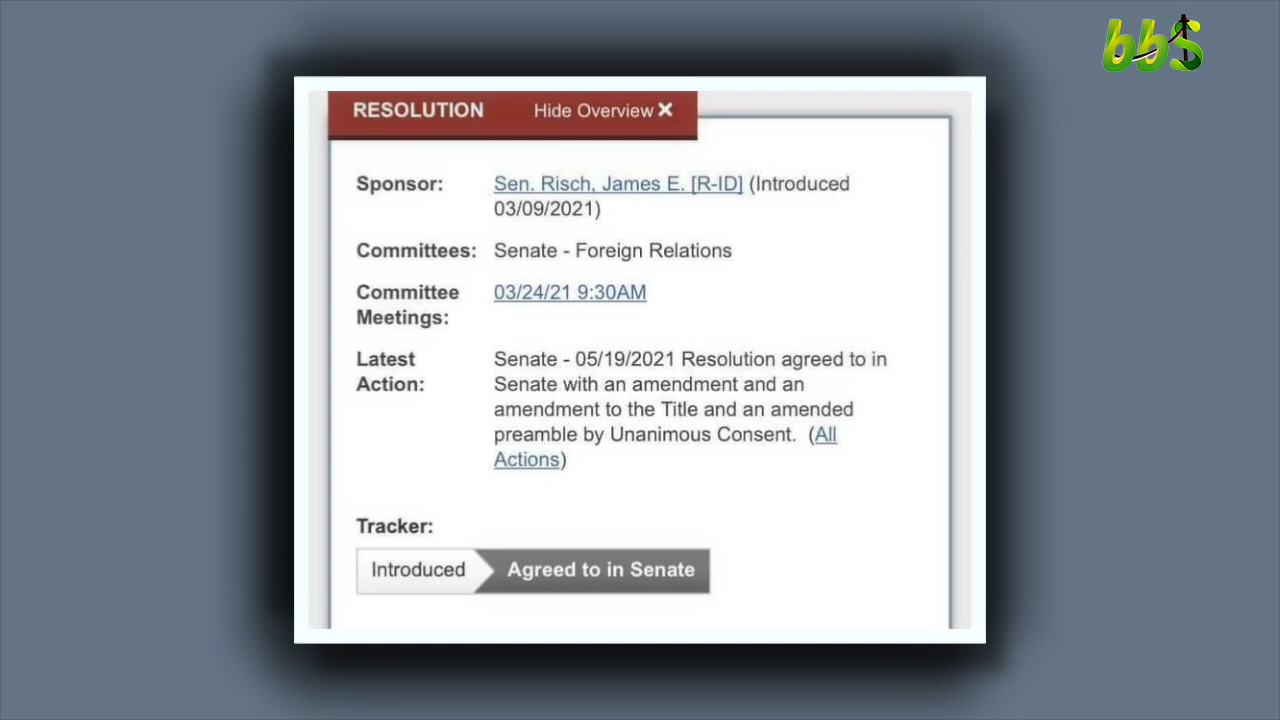 bbS
RESOLUTION Hide Overview ✕
Sponsor: Sen. Risch, James E. [R-ID] (Introduced
03/09/2021)
Committees: Senate - Foreign Relations
Committee 03/24/21 9:30AM
Meetings:
Latest Senate - 05/19/2021 Resolution agreed to in
Action: Senate with an amendment and an
amendment to the Title and an amended
preamble by Unanimous Consent. (All
Actions)
Tracker:
Introduced Agreed to in Senate